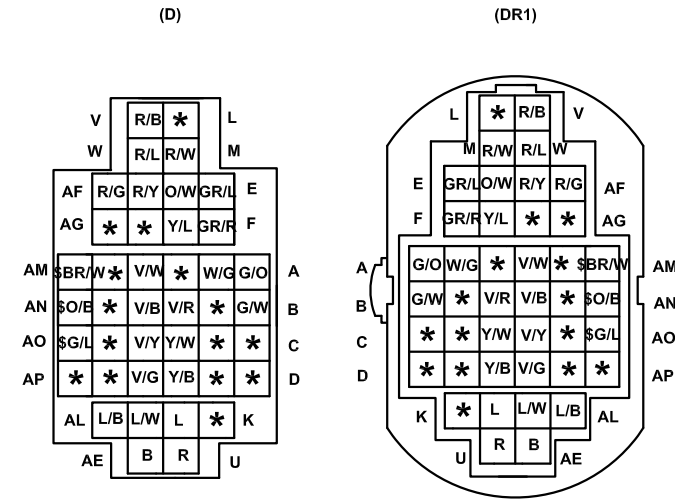 (D) (DR1)
V R/B * L L * R/B V
W R/L R/W M M R/W R/L W
AF R/G R/Y O/W GR/L E E GR/L O/W R/Y R/G AF
AG * * Y/L GR/R F F GR/R Y/L * * AG
AM $BR/W * V/W * W/G G/O A A G/O W/G * V/W * $BR/W AM
AN $O/B * V/B V/R * G/W B B G/W * V/R V/B * $O/B AN
AO $G/L * V/Y Y/W * * C C * * Y/W V/Y * $G/L AO
AP * * V/G Y/B * * D D * * Y/B V/G * * AP
AL L/B L/W L * K K * L L/W L/B AL
AE B R U U R B AE